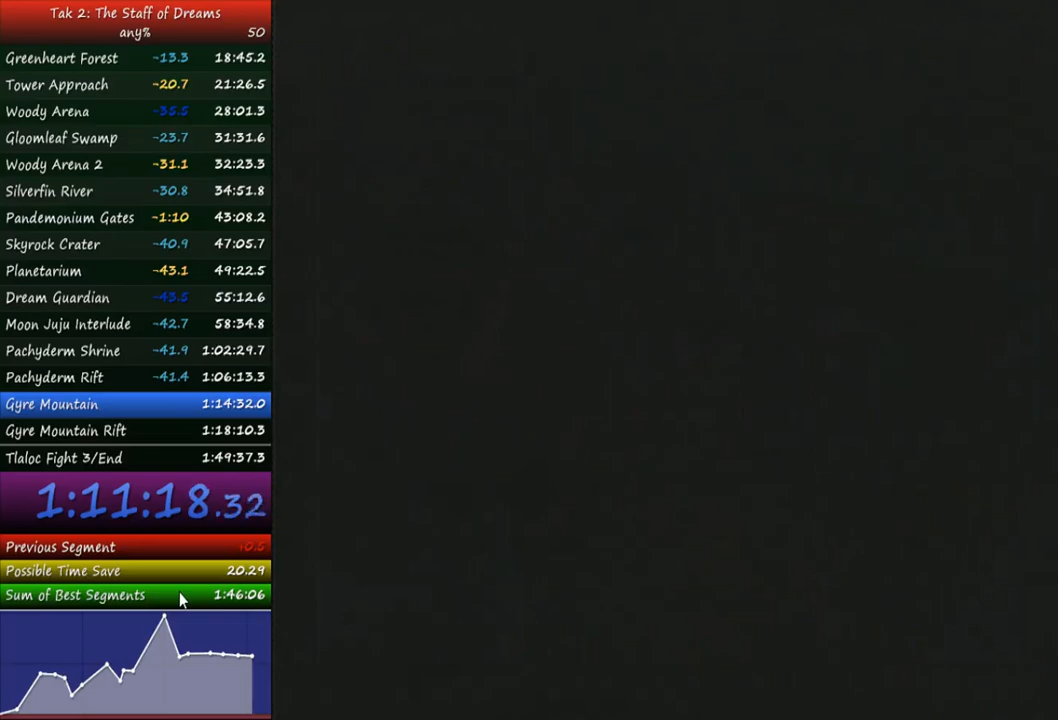 Tak 2: The Staff of Dreams
any% 50
Greenheart Forest -13.3 18:45.2
Tower Approach -20.7 21:26.5
Woody Arena -35.5 28:01.3
Gloomleaf Swamp -23.7 31:31.6
Woody Arena 2 -31.1 32:23.3
Silverfin River -30.8 34:51.8
Pandemonium Gates -1:10 43:08.2
Skyrock Crater -40.9 47:05.7
Planetarium -43.1 49:22.5
Dream Guardian -43.5 55:12.6
Moon Juju Interlude -42.7 58:34.8
Pachyderm Shrine -41.9 1:02:29.7
Pachyderm Rift -41.4 1:06:13.3
Gyre Mountain 1:14:32.0
Gyre Mountain Rift 1:18:10.3
Tlaloc Fight 3/End 1:49:37.3
1:11:18.32
Previous Segment +0.5
Possible Time Save 20.29
Sum of Best Segments 1:46:06